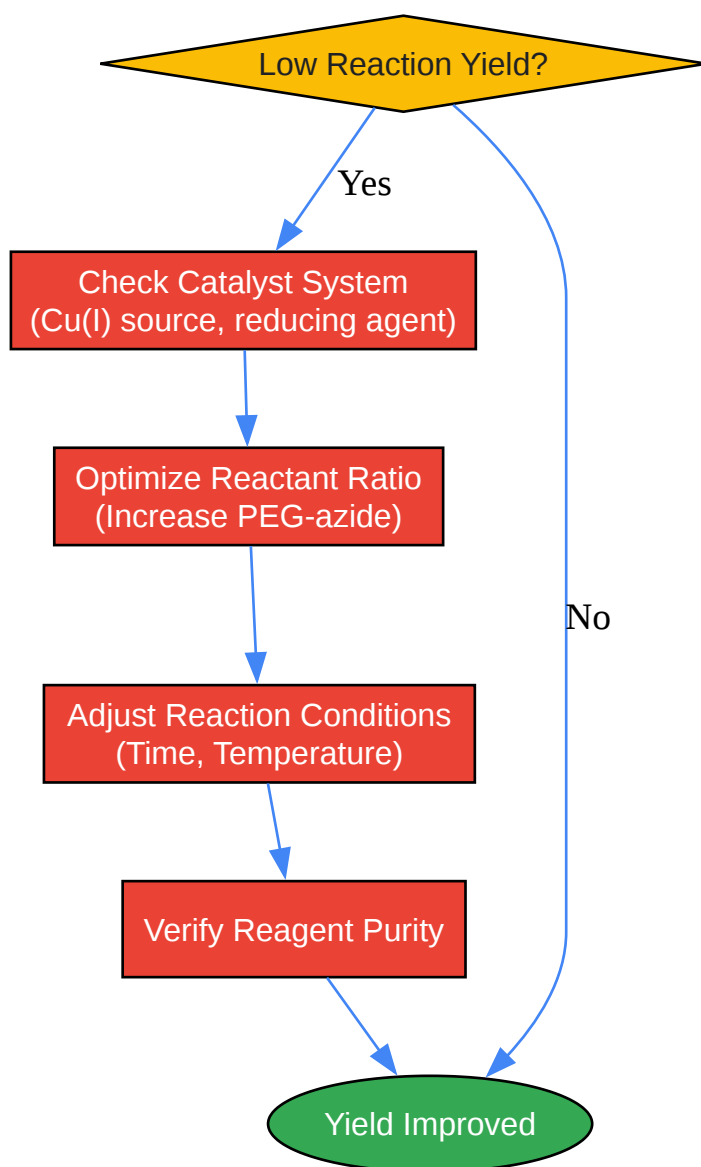 Low Reaction Yield?
Yes
Check Catalyst System
(Cu(I) source, reducing agent)
Optimize Reactant Ratio
(Increase PEG-azide)
No
Adjust Reaction Conditions
(Time, Temperature)
Verify Reagent Purity
Yield Improved